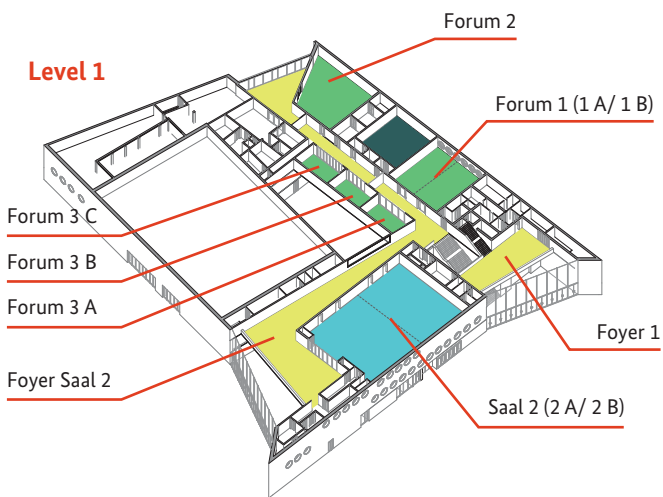 Forum 2
Level 1
Forum 1 (1 A/ 1 B)
Forum 3 C
Forum 3 B
Forum 3 A
Foyer 1
Foyer Saal 2
Saal 2 (2 A/ 2 B)